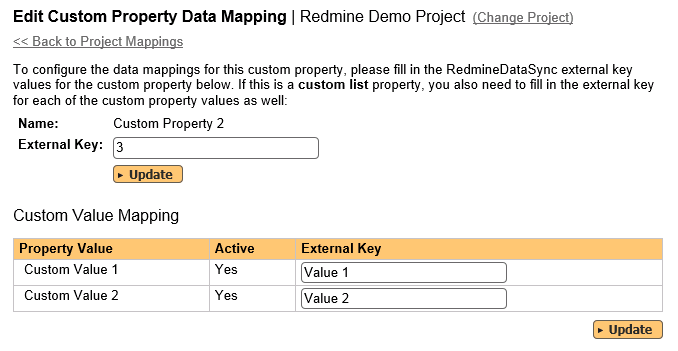 Edit Custom Property Data Mapping | Redmine Demo Project (Change Project)
<< Back to Project Mappings
To configure the data mappings for this custom property, please fill in the RedmineDataSync external key
values for the custom property below. If this is a custom list property, you also need to fill in the external key
for each of the custom property values as well:
Name: Custom Property 2
External Key: 3
▸ Update
Custom Value Mapping
Property Value Active External Key
Custom Value 1 Yes Value 1
Custom Value 2 Yes Value 2
▸ Update